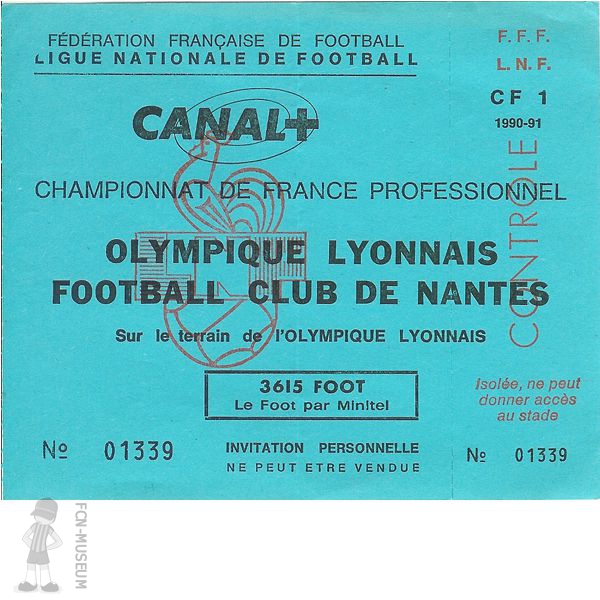 FÉDÉRATION FRANÇAISE DE FOOTBALL
LIGUE NATIONALE DE FOOTBALL
CANAL+
CHAMPIONNAT DE FRANCE PROFESSIONNEL
OLYMPIQUE LYONNAIS
FOOTBALL CLUB DE NANTES
Sur le terrain de l'OLYMPIQUE LYONNAIS
3615 FOOT
Le Foot par Minitel
Nº 01339
INVITATION PERSONNELLE
NE PEUT ETRE VENDUE
F. F. F.
L. N. F.
CF 1
1990-91
CONTROLE
Isolée, ne peut
donner accès
au stade
Nº 01339
FCN-MUSEUM